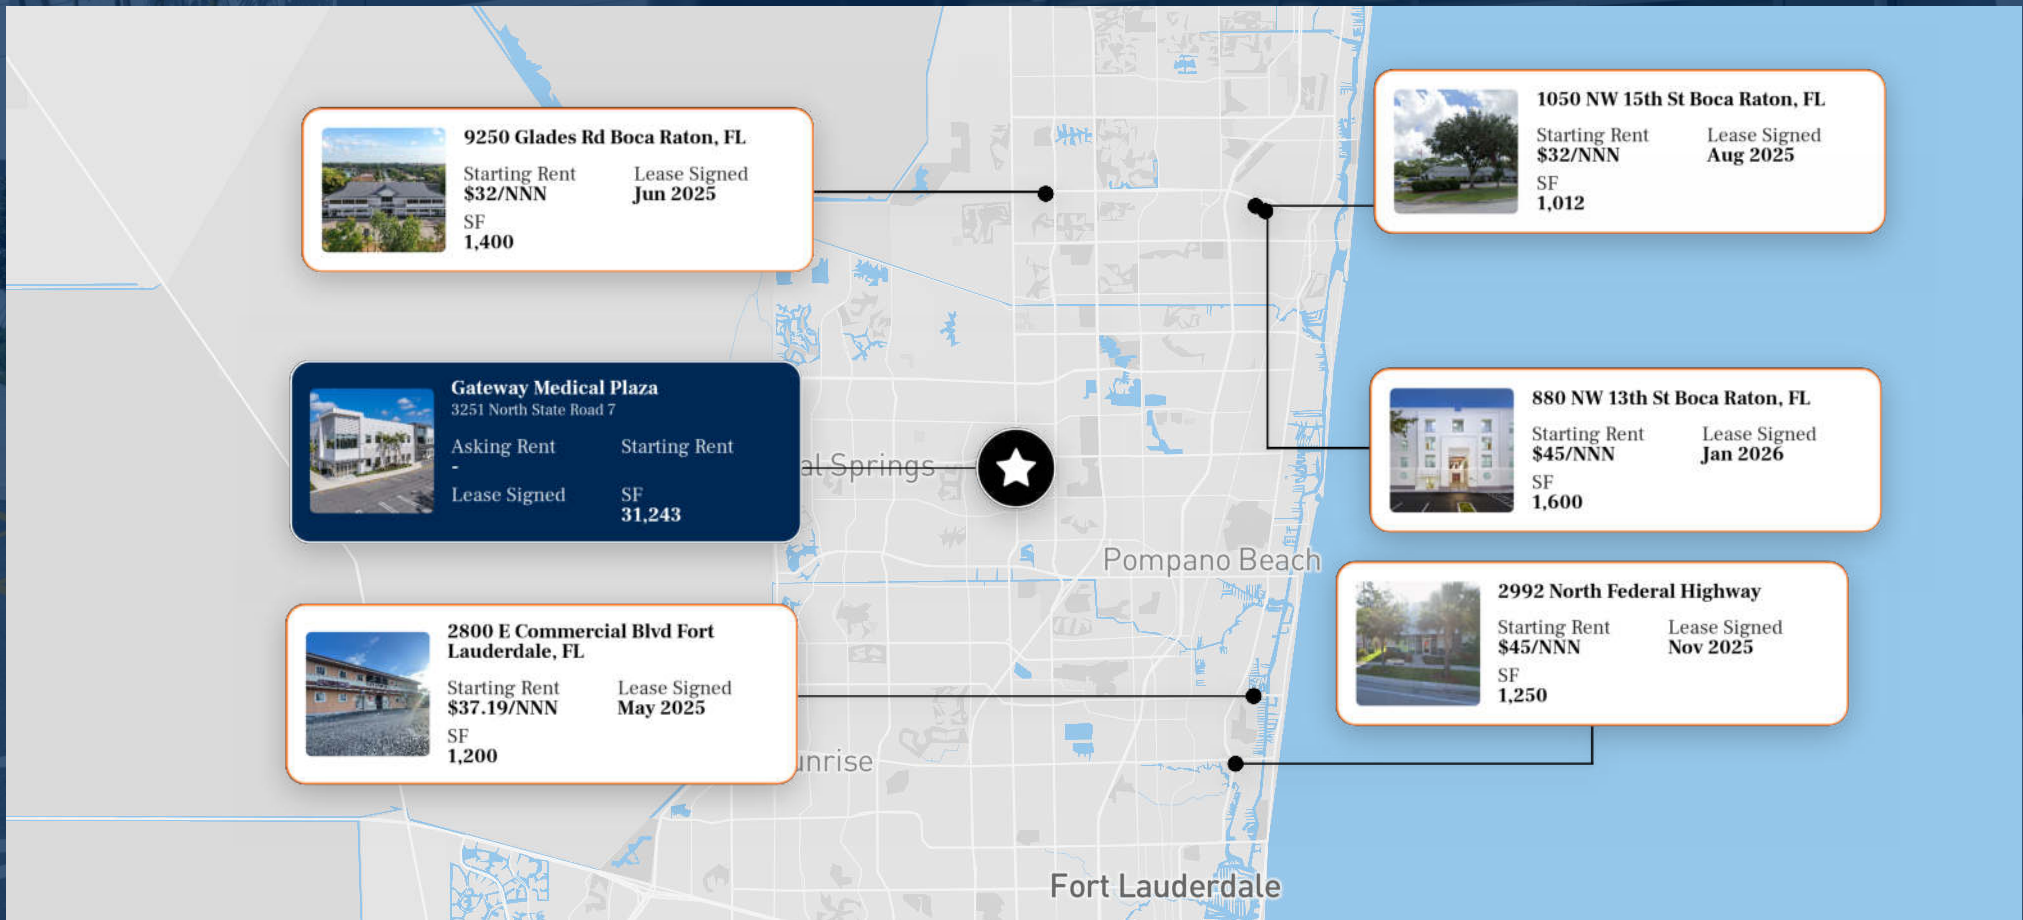 9250 Glades Rd Boca Raton, FL
Starting Rent
$32/NNN
Lease Signed
Jun 2025
SF
1,400
1050 NW 15th St Boca Raton, FL
Starting Rent
$32/NNN
Lease Signed
Aug 2025
SF
1,012
Gateway Medical Plaza
3251 North State Road 7
Asking Rent
-
Starting Rent
Lease Signed
SF
31,243
al Springs
880 NW 13th St Boca Raton, FL
Starting Rent
$45/NNN
Lease Signed
Jan 2026
SF
1,600
Pompano Beach
2992 North Federal Highway
Starting Rent
$45/NNN
Lease Signed
Nov 2025
SF
1,250
2800 E Commercial Blvd Fort
Lauderdale, FL
Starting Rent
$37.19/NNN
Lease Signed
May 2025
SF
1,200
unrise
Fort Lauderdale